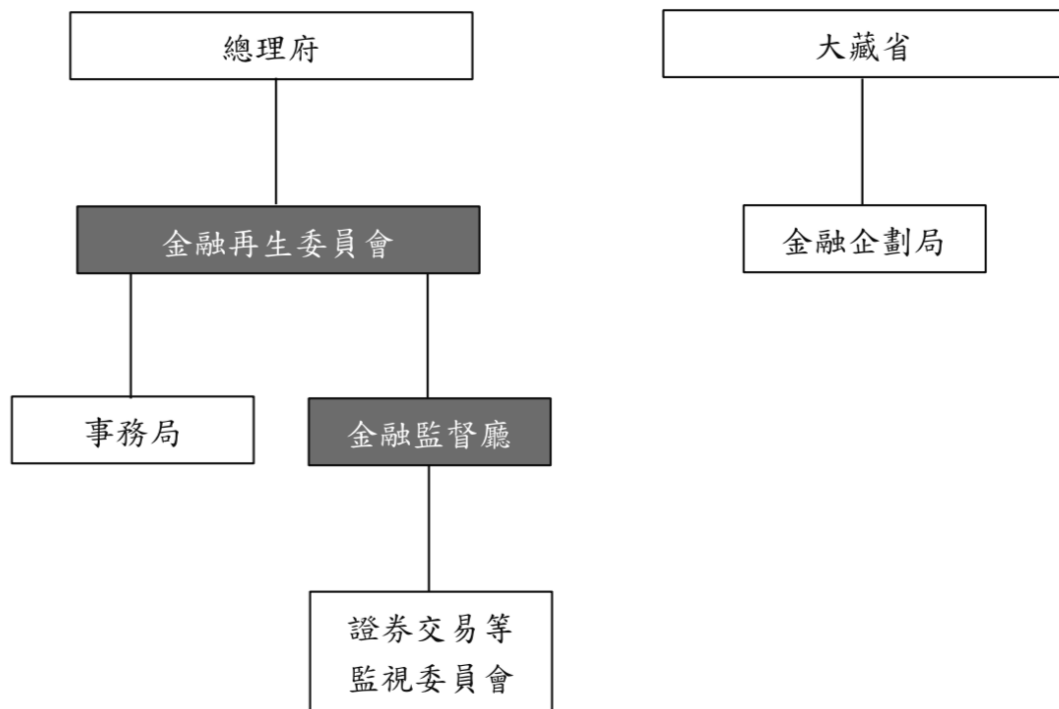 總理府
大藏省
金融再生委員會
金融企劃局
事務局
金融監督廳
證券交易等
監視委員會